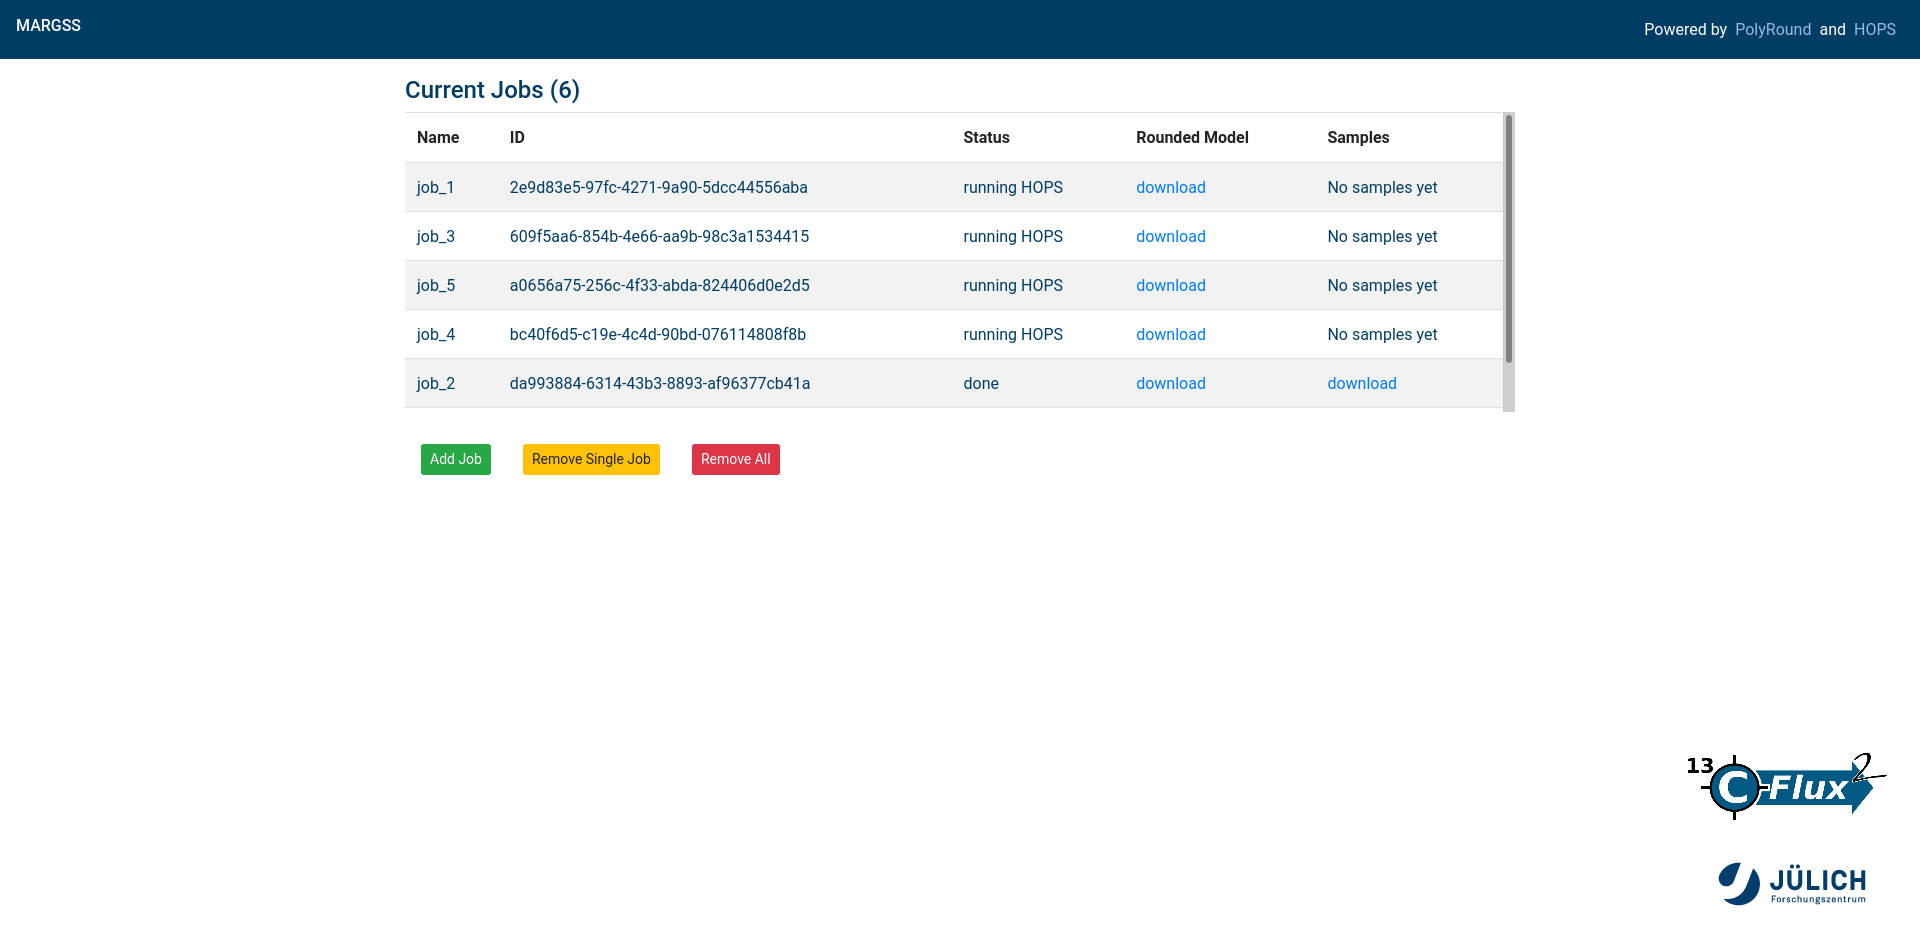 MARGSS
Powered by PolyRound and HOPS
Current Jobs (6)
Name ID Status Rounded Model Samples
job_1 2e9d83e5-97fc-4271-9a90-5dcc44556aba running HOPS download No samples yet
job_3 609f5aa6-854b-4e66-aa9b-98c3a1534415 running HOPS download No samples yet
job_5 a0656a75-256c-4f33-abda-824406d0e2d5 running HOPS download No samples yet
job_4 bc40f6d5-c19e-4c4d-90bd-076114808f8b running HOPS download No samples yet
job_2 da993884-6314-43b3-8893-af96377cb41a done download download
Add Job Remove Single Job Remove All
13 C-Flux 2
JÜLICH
Forschungszentrum